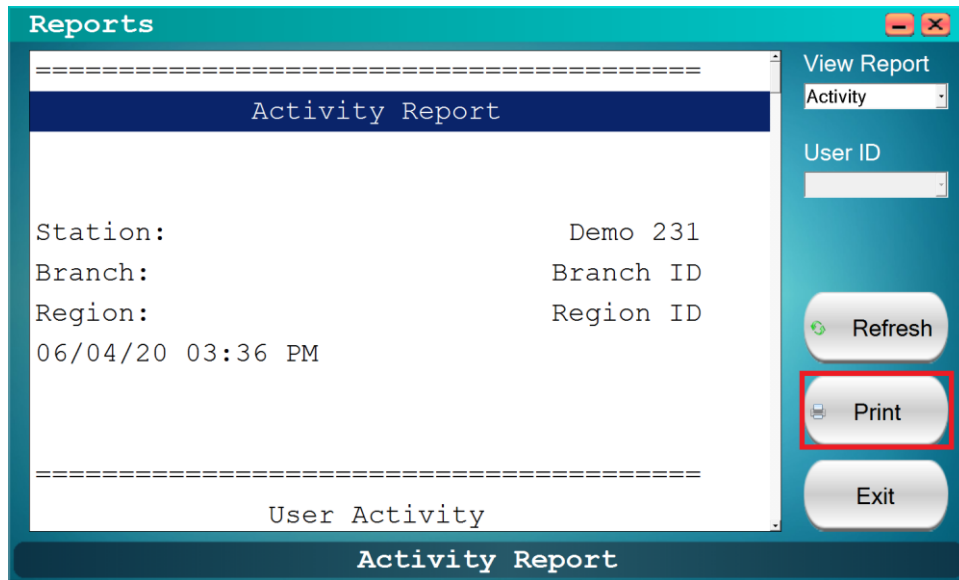 Reports
========================================
Activity Report
Station: Demo 231
Branch: Branch ID
Region: Region ID
06/04/20 03:36 PM
========================================
User Activity
View Report
Activity
User ID
Refresh
Print
Exit
Activity Report